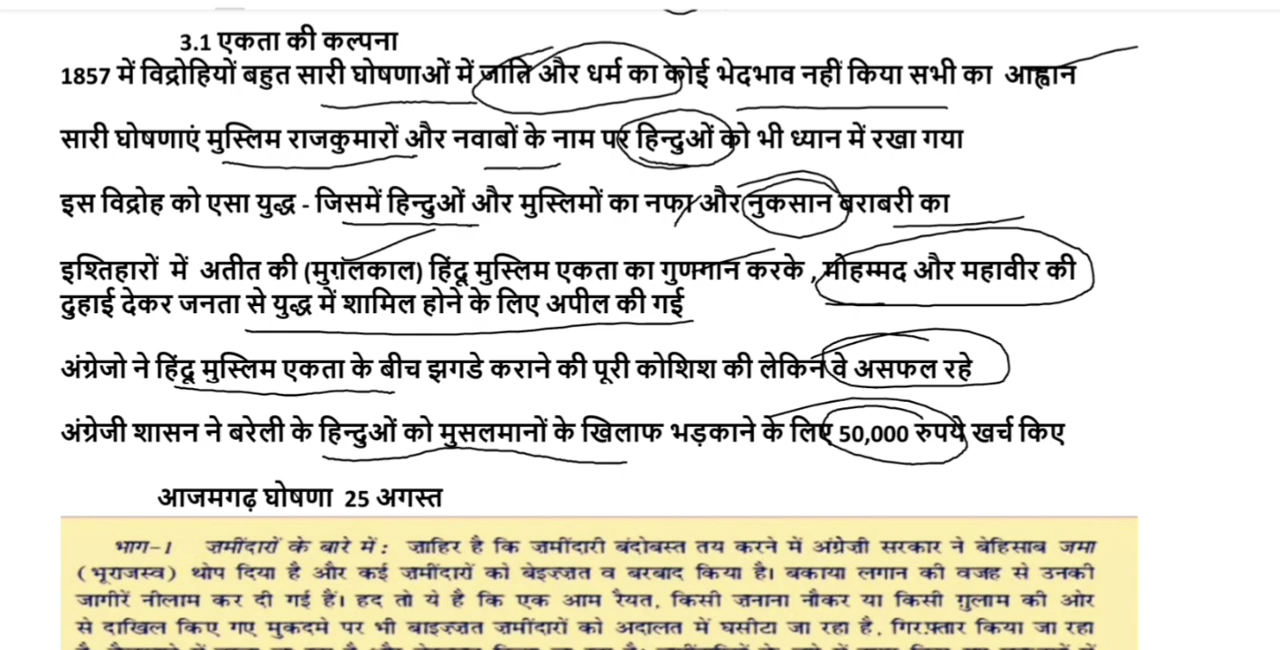 3.1 एकता की कल्पना
1857 में विद्रोहियों बहुत सारी घोषणाओं में जाति और धर्म का कोई भेदभाव नहीं किया सभी का आह्वान
सारी घोषणाएं मुस्लिम राजकुमारों और नवाबों के नाम पर हिन्दुओं को भी ध्यान में रखा गया
इस विद्रोह को एसा युद्ध - जिसमें हिन्दुओं और मुस्लिमों का नफा और नुकसान बराबरी का
इश्तिहारों में अतीत की (मुग़लकाल) हिंदू मुस्लिम एकता का गुणगान करके , मोहम्मद और महावीर की
दुहाई देकर जनता से युद्ध में शामिल होने के लिए अपील की गई
अंग्रेजो ने हिंदू मुस्लिम एकता के बीच झगडे कराने की पूरी कोशिश की लेकिन वे असफल रहे
अंग्रेजी शासन ने बरेली के हिन्दुओं को मुसलमानों के खिलाफ भड़काने के लिए 50,000 रुपये खर्च किए
आजमगढ़ घोषणा 25 अगस्त
भाग-1 ज़मींदारों के बारे में : ज़ाहिर है कि ज़मींदारी बंदोबस्त तय करने में अंग्रेज़ी सरकार ने बेहिसाब जमा
(भूराजस्व) थोप दिया है और कई ज़मींदारों को बेइज़्ज़त व बरबाद किया है। बकाया लगान की वजह से उनकी
जागीरें नीलाम कर दी गई हैं। हद तो ये है कि एक आम रैयत, किसी ज़नाना नौकर या किसी ग़ुलाम की ओर
से दाखिल किए गए मुकदमे पर भी बाइज़्ज़त ज़मींदारों को अदालत में घसीटा जा रहा है, गिरफ़्तार किया जा रहा